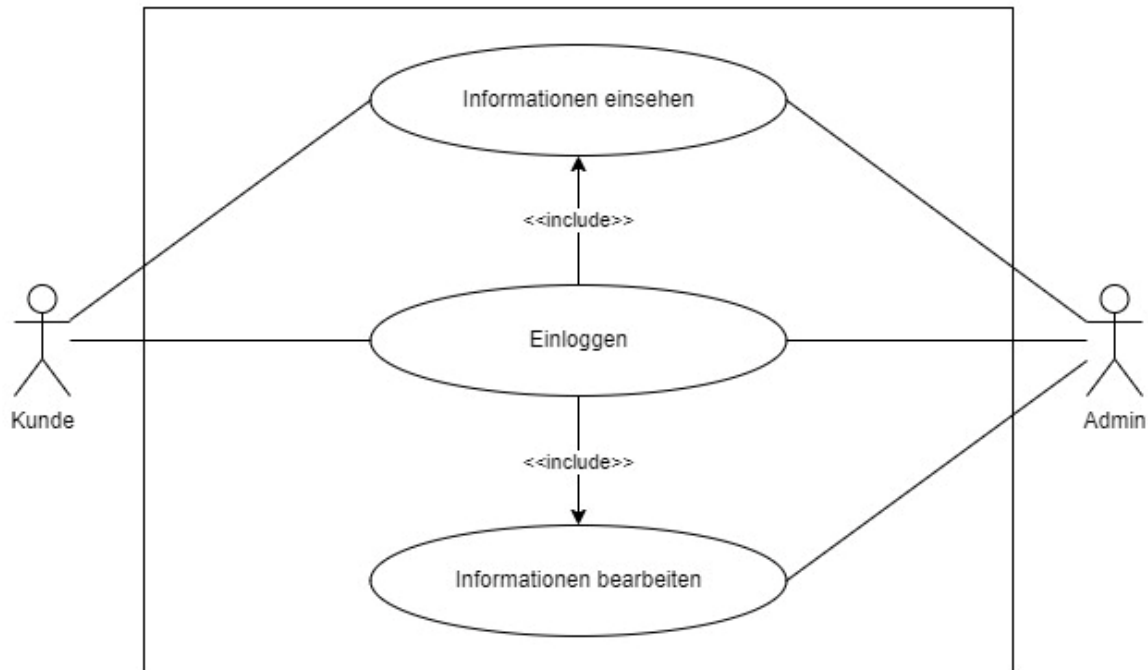 Informationen einsehen
<<include>>
Einloggen
Kunde
Admin
<<include>>
Informationen bearbeiten